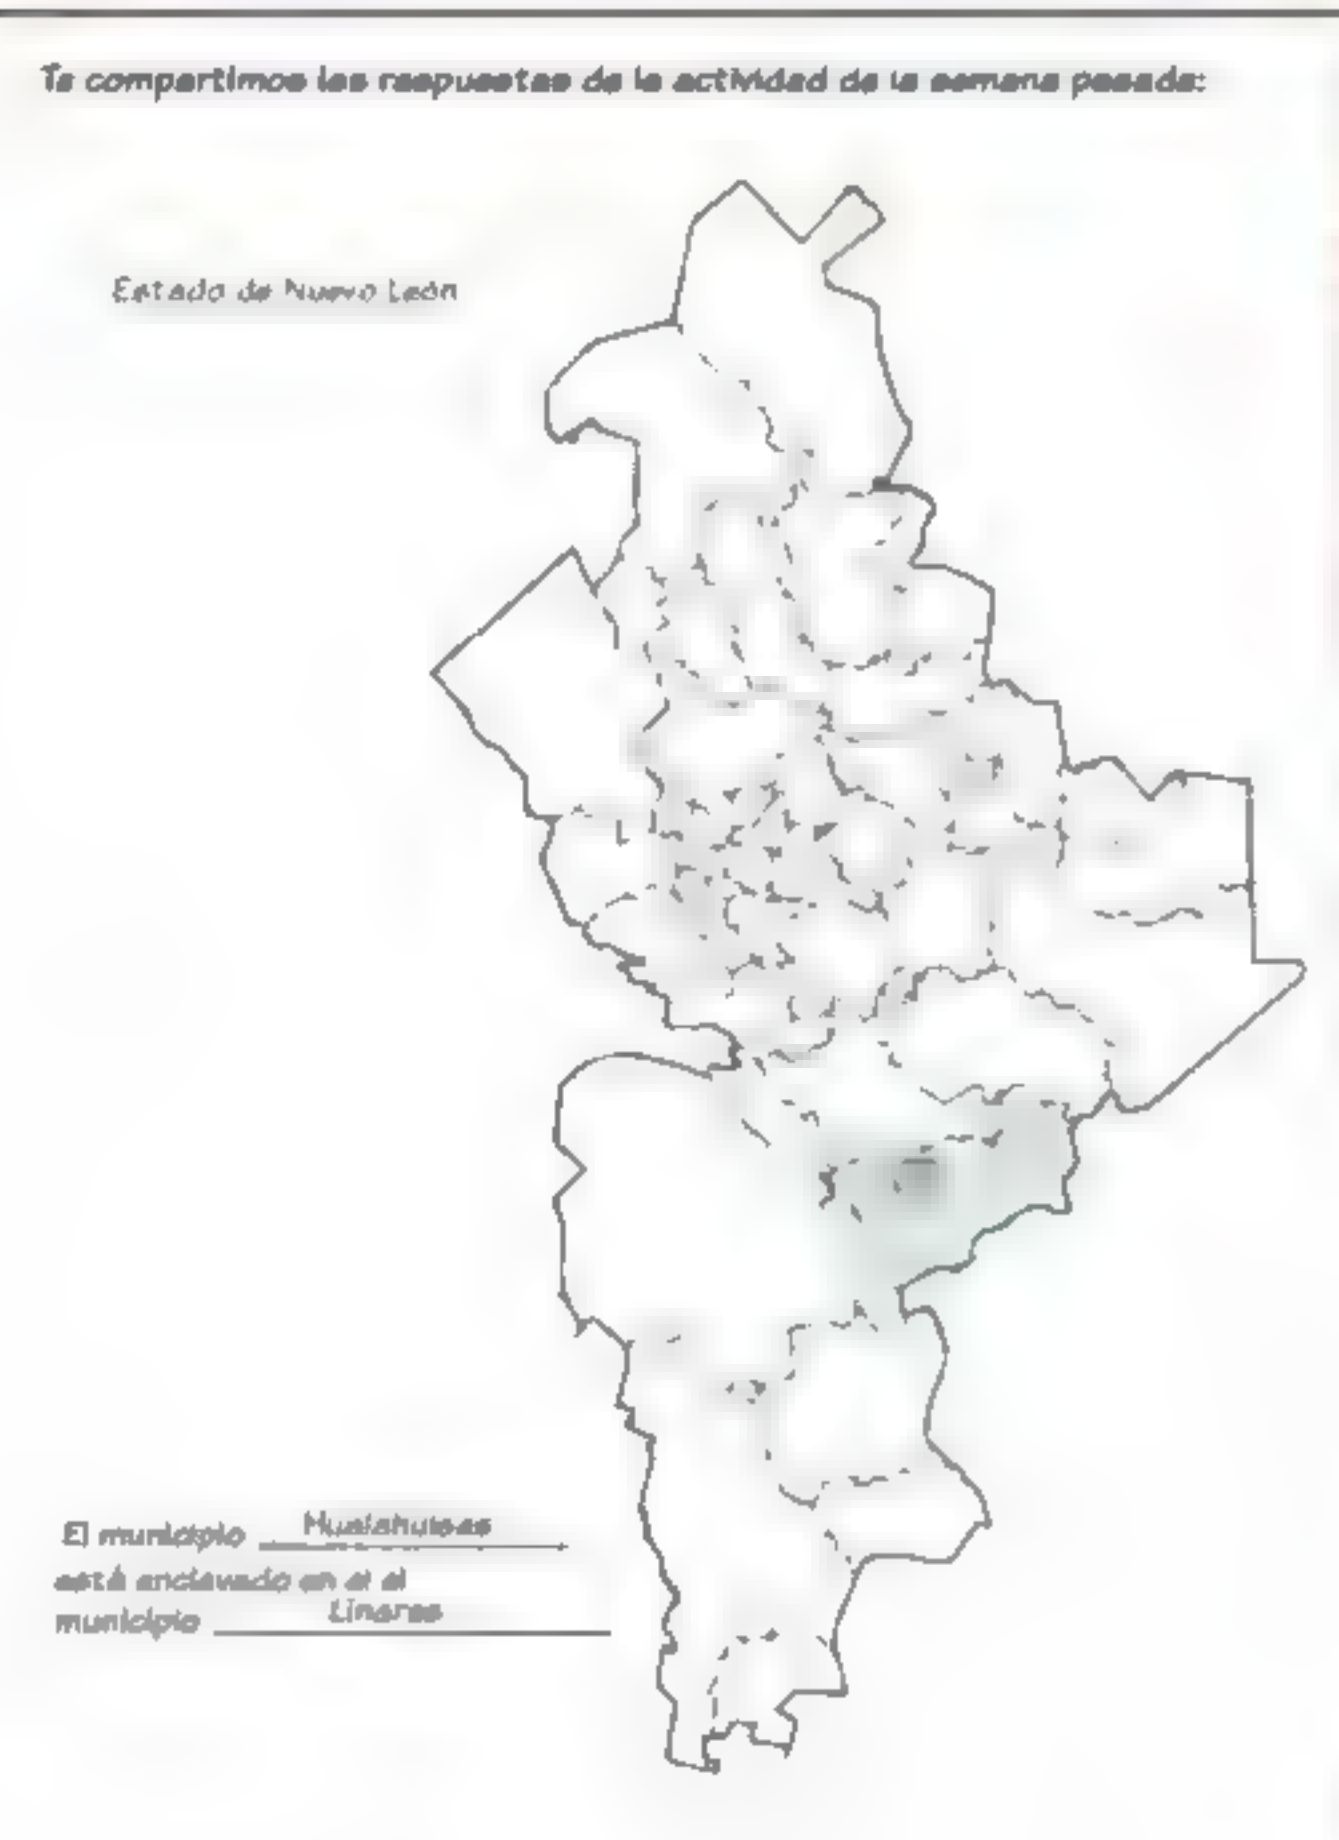 Te compartimos las respuestas de la actividad de la semana pasada:
Estado de Nuevo León
El municipio Hualahuises
está enclavado en el el
municipio Linares